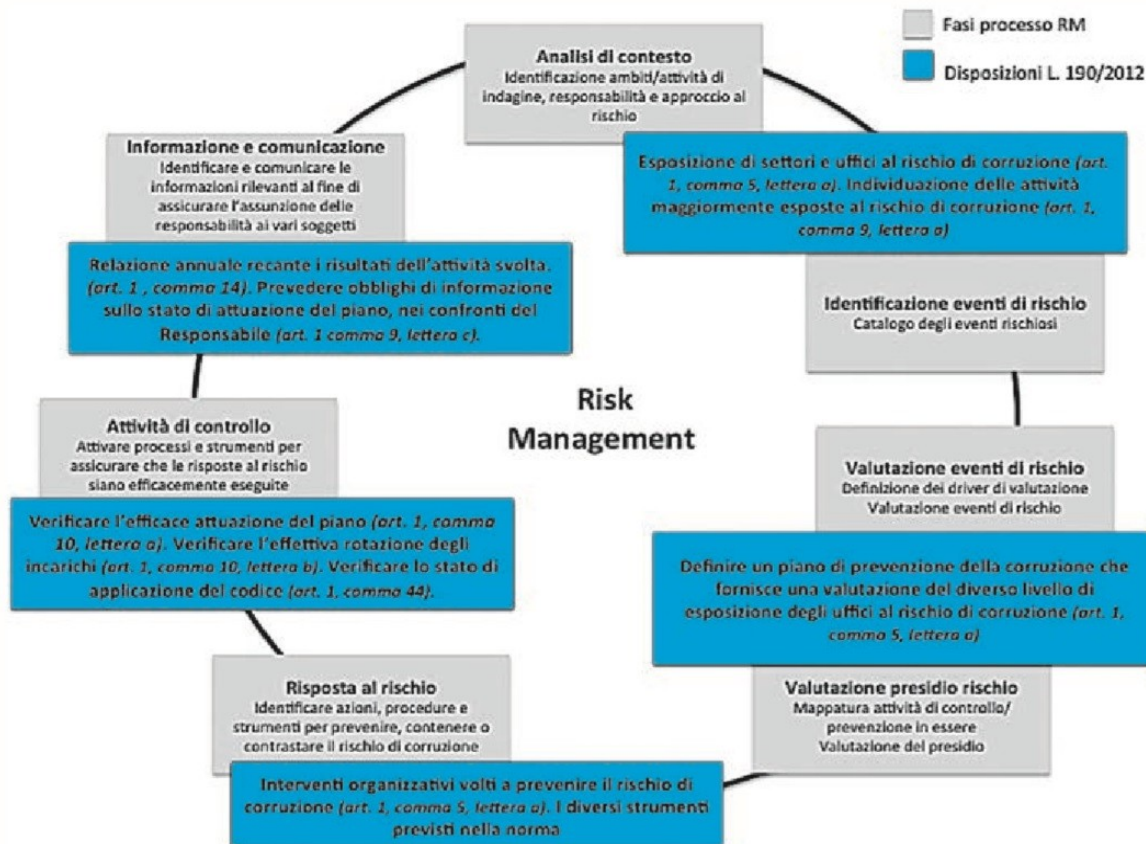 Fasi processo RM
Disposizioni L. 190/2012
Analisi di contesto
Identificazione ambiti/attività di
indagine, responsabilità e approccio al
rischio
Esposizione di settori e uffici al rischio di corruzione (art.
1, comma 5, lettera a). Individuazione delle attività
maggiormente esposte al rischio di corruzione (art. 1,
comma 9, lettera a)
Identificazione eventi di rischio
Catalogo degli eventi rischiosi
Valutazione eventi di rischio
Definizione dei driver di valutazione
Valutazione eventi di rischio
Definire un piano di prevenzione della corruzione che
fornisce una valutazione del diverso livello di
esposizione degli uffici al rischio di corruzione (art. 1,
comma 5, lettera a)
Valutazione presidio rischio
Mappatura attività di controllo/
prevenzione in essere
Valutazione del presidio
Risposta al rischio
Identificare azioni, procedure e
strumenti per prevenire, contenere o
contrastare il rischio di corruzione
Interventi organizzativi volti a prevenire il rischio di
corruzione (art. 1, comma 5, lettera a). I diversi strumenti
previsti nella norma
Attività di controllo
Attivare processi e strumenti per
assicurare che le risposte al rischio
siano efficacemente eseguite
Verificare l'efficace attuazione del piano (art. 1, comma
10, lettera a). Verificare l'effettiva rotazione degli
incarichi (art. 1, comma 10, lettera b). Verificare lo stato di
applicazione del codice (art. 1, comma 44).
Informazione e comunicazione
Identificare e comunicare le
informazioni rilevanti al fine di
assicurare l'assunzione delle
responsabilità ai vari soggetti
Relazione annuale recante i risultati dell'attività svolta.
(art. 1 , comma 14). Prevedere obblighi di informazione
sullo stato di attuazione del piano, nei confronti del
Responsabile (art. 1 comma 9, lettera c).
Risk
Management